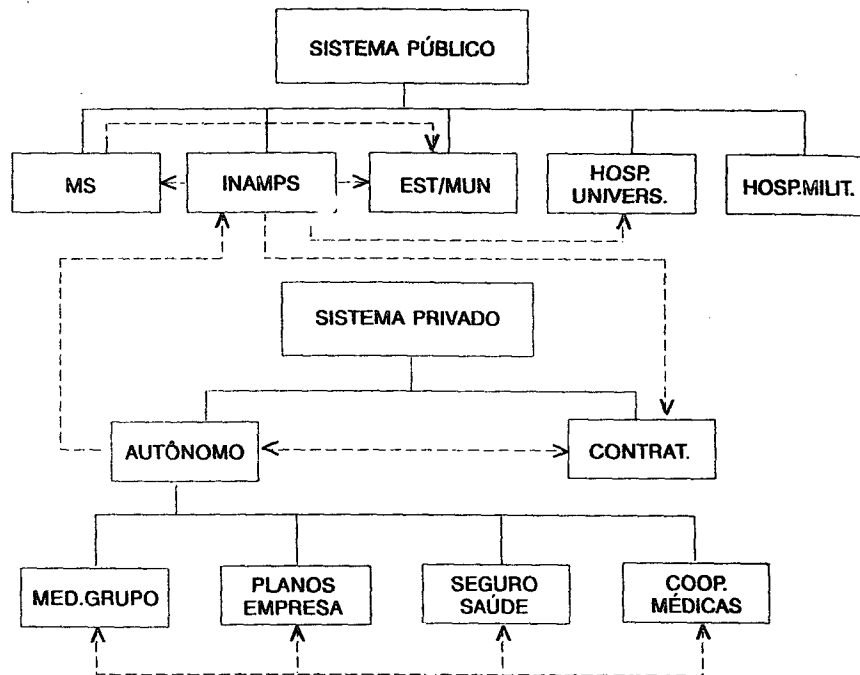 SISTEMA PÚBLICO
MS
INAMPS
EST/MUN
HOSP.
UNIVERS.
HOSP.MILIT.
SISTEMA PRIVADO
AUTÔNOMO
CONTRAT.
MED.GRUPO
PLANOS
EMPRESA
SEGURO
SAÚDE
COOP.
MÉDICAS